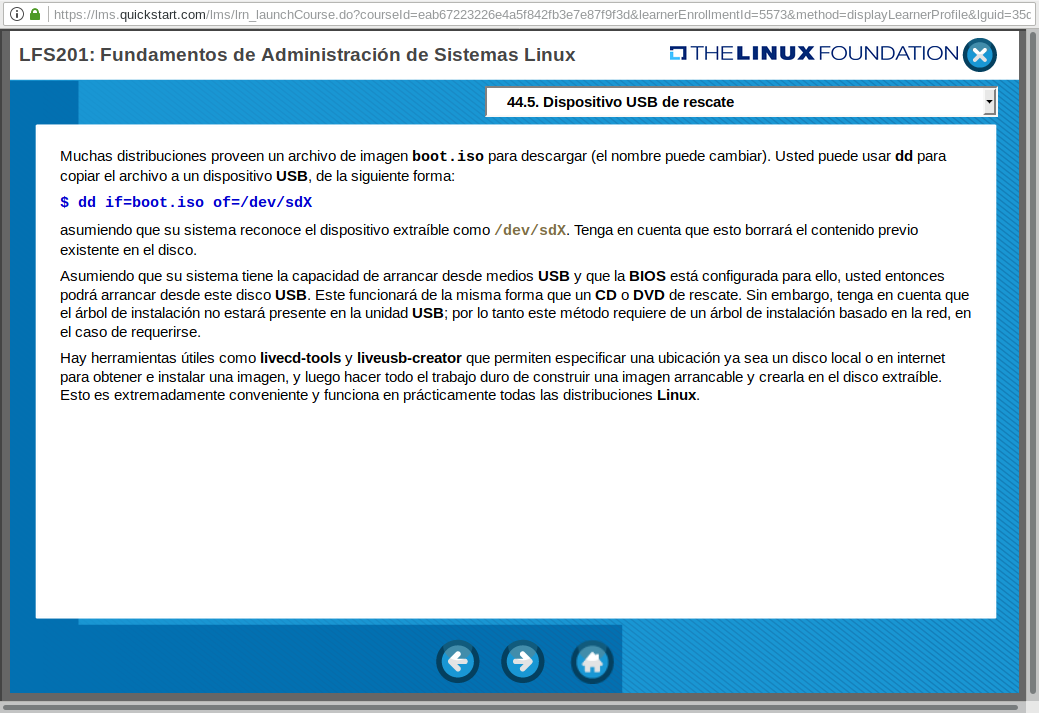 https://lms.quickstart.com/lms/lrn_launchCourse.do?courseId=eab67223226e4a5f842fb3e7e87f9f3d&learnerEnrollmentId=5573&method=displayLearnerProfile&lguid=35c
LFS201: Fundamentos de Administración de Sistemas Linux
THE LINUX FOUNDATION
44.5. Dispositivo USB de rescate
Muchas distribuciones proveen un archivo de imagen boot.iso para descargar (el nombre puede cambiar). Usted puede usar dd para
copiar el archivo a un dispositivo USB, de la siguiente forma:
$ dd if=boot.iso of=/dev/sdX
asumiendo que su sistema reconoce el dispositivo extraíble como /dev/sdX. Tenga en cuenta que esto borrará el contenido previo
existente en el disco.
Asumiendo que su sistema tiene la capacidad de arrancar desde medios USB y que la BIOS está configurada para ello, usted entonces
podrá arrancar desde este disco USB. Este funcionará de la misma forma que un CD o DVD de rescate. Sin embargo, tenga en cuenta que
el árbol de instalación no estará presente en la unidad USB; por lo tanto este método requiere de un árbol de instalación basado en la red, en
el caso de requerirse.
Hay herramientas útiles como livecd-tools y liveusb-creator que permiten especificar una ubicación ya sea un disco local o en internet
para obtener e instalar una imagen, y luego hacer todo el trabajo duro de construir una imagen arrancable y crearla en el disco extraíble.
Esto es extremadamente conveniente y funciona en prácticamente todas las distribuciones Linux.